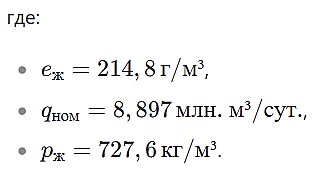 где:
• eж = 214,8 г/м³,
• qном = 8,897 млн. м³/сут.,
• pж = 727,6 кг/м³.